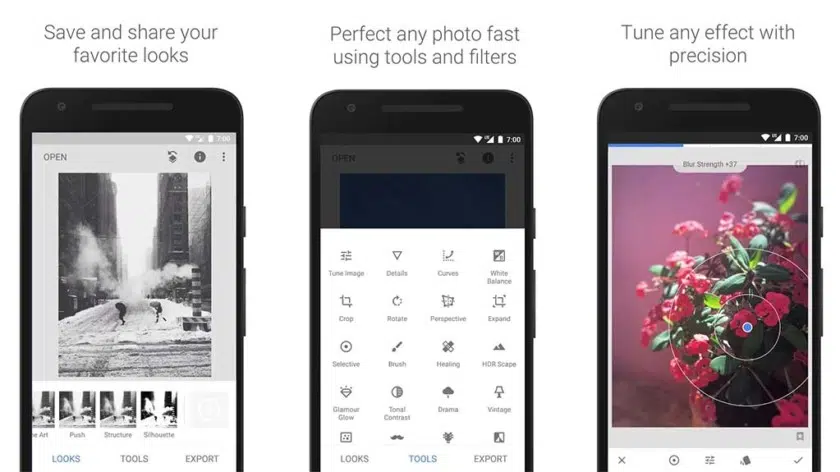 Save and share your
favorite looks
7:00
OPEN
ne Art Push Structure Silhouette
LOOKS TOOLS EXPORT
Perfect any photo fast
using tools and filters
7:00
OPEN
Tune Image Details Curves White
Balance
Crop Rotate Perspective Expand
Selective Brush Healing HDR Scape
Glamour Tonal Drama Vintage
Glow Contrast
LOOKS TOOLS EXPORT
Tune any effect with
precision
7:00
Blur Strength +37